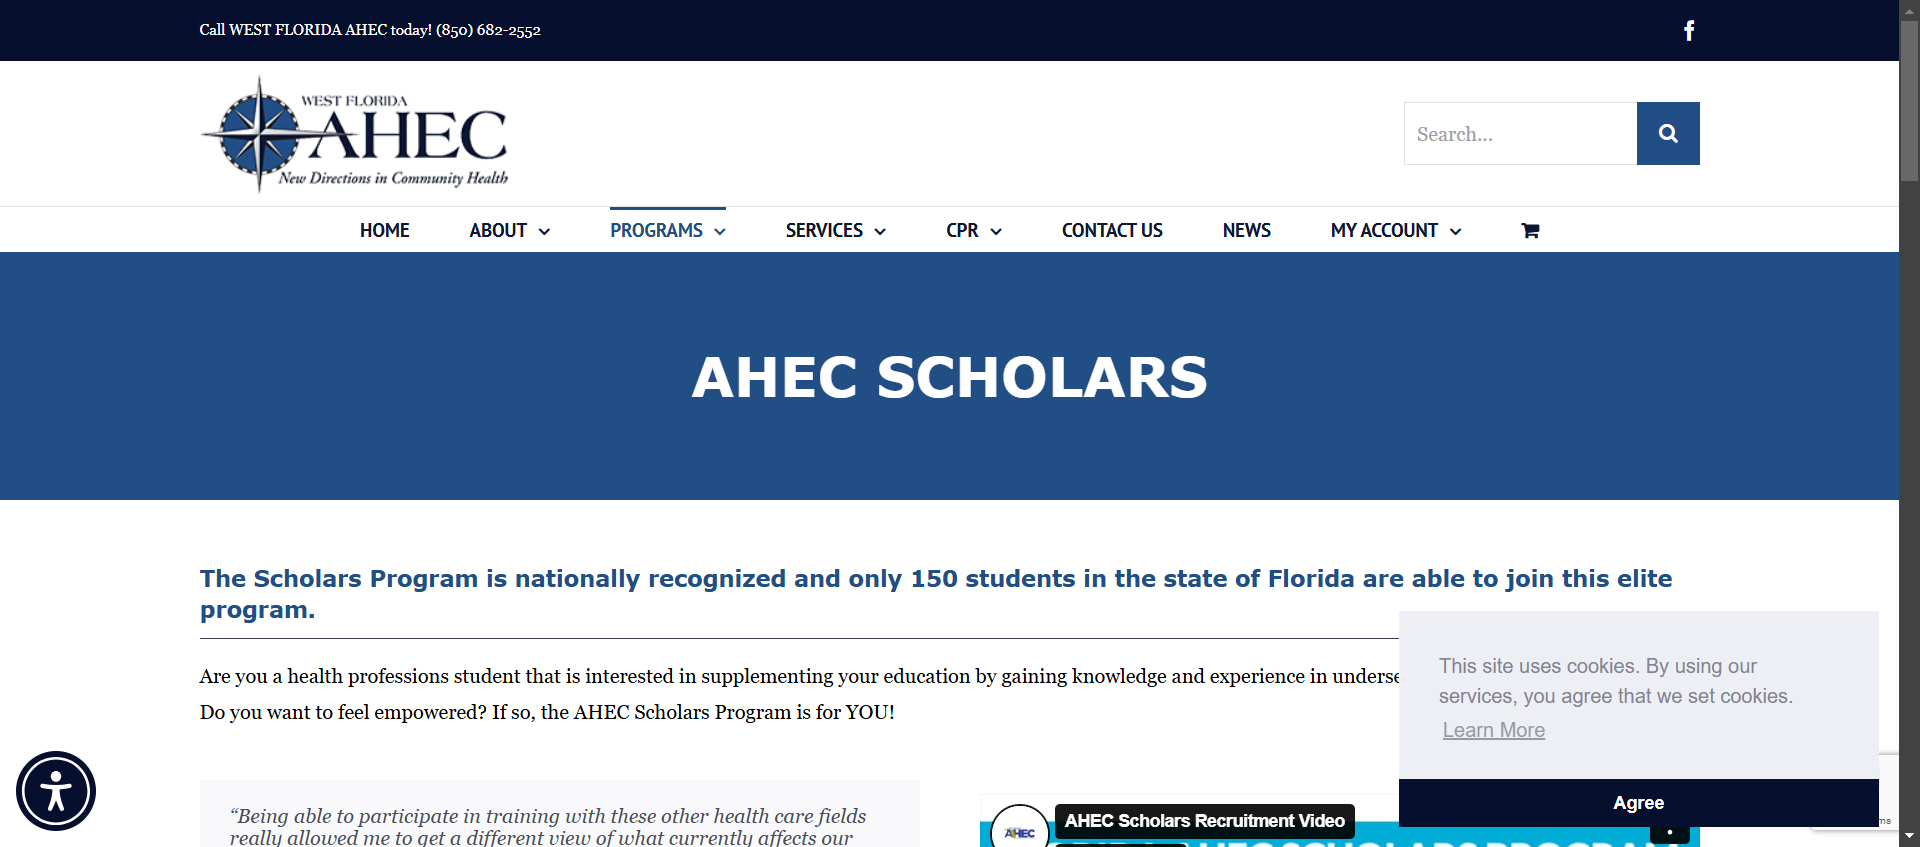 Call WEST FLORIDA AHEC today! (850) 682-2552
WEST FLORIDA
AHEC
New Directions in Community Health
Search...
HOME ABOUT PROGRAMS SERVICES CPR CONTACT US NEWS MY ACCOUNT
AHEC SCHOLARS
The Scholars Program is nationally recognized and only 150 students in the state of Florida are able to join this elite
program.
Are you a health professions student that is interested in supplementing your education by gaining knowledge and experience in
Do you want to feel empowered? If so, the AHEC Scholars Program is for YOU!
“Being able to participate in training with these other health care fields
really allowed me to get a different view of what currently affects our
AHEC
AHEC Scholars Recruitment Video
This site uses cookies. By using our
services, you agree that we set cookies.
Learn More
Agree